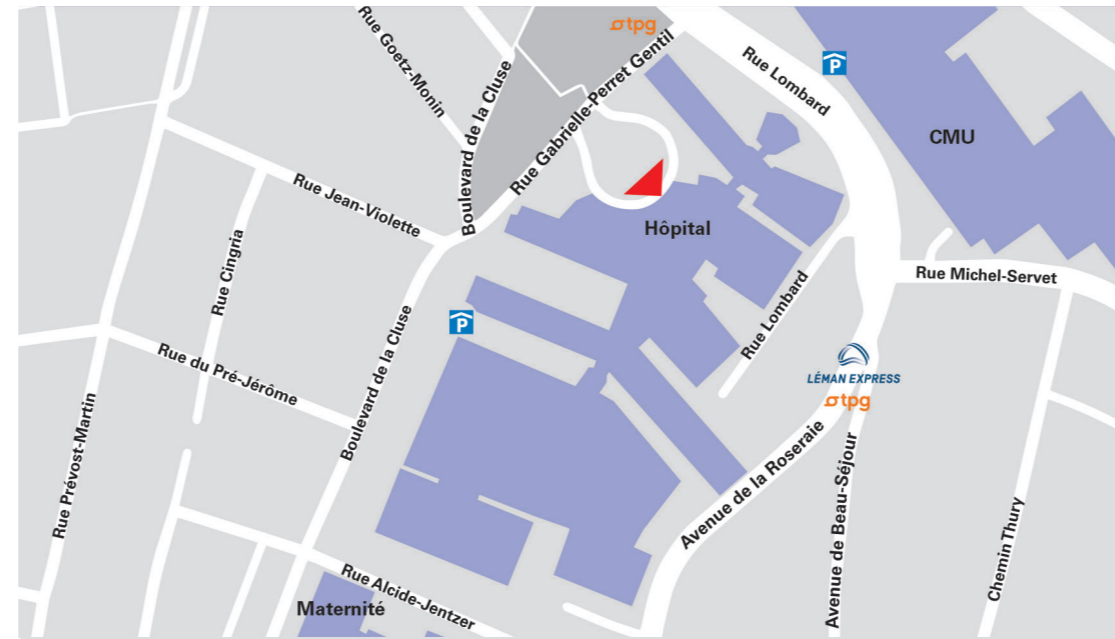 tpg
Rue Goetz-Monin
Boulevard de la Cluse
Rue Gabrielle-Perret Gentil
Rue Lombard
P
CMU
Rue Jean-Violette
Rue Cingria
Hôpital
Rue Michel-Servet
Rue Lombard
P
Boulevard de la Cluse
Rue du Pré-Jérôme
LÉMAN EXPRESS
tpg
Rue Prévost-Martin
Avenue de la Roseraie
Avenue de Beau-Séjour
Chemin Thury
Rue Alcide-Jentzer
Maternité